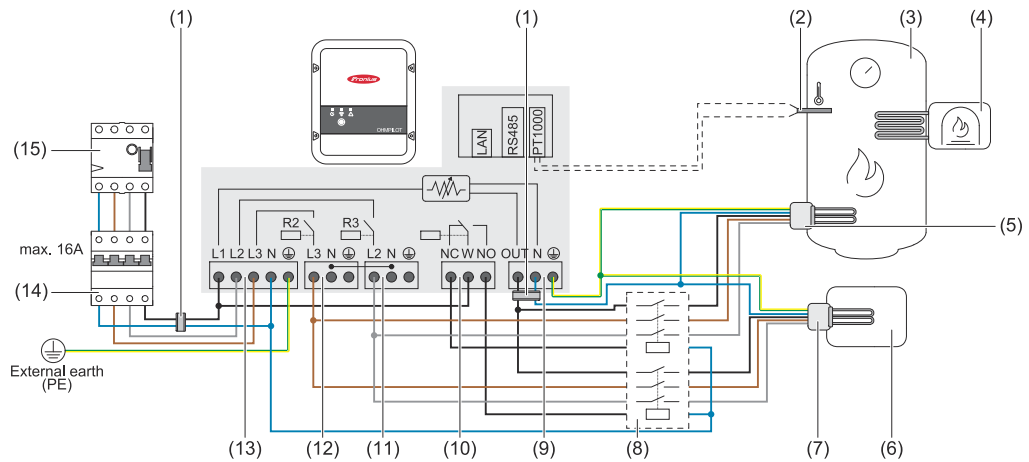 (1)
(1)
(2)
(3)
(4)
Fronius
OHMPILOT
LAN
RS485
PT1000
(15)
max. 16A
(14)
R2
R3
L1 L2 L3 N
L3 N
L2 N
NC W NO
OUT N
(5)
External earth
(PE)
(13)
(12)
(11)
(10)
(9)
(8)
(7)
(6)